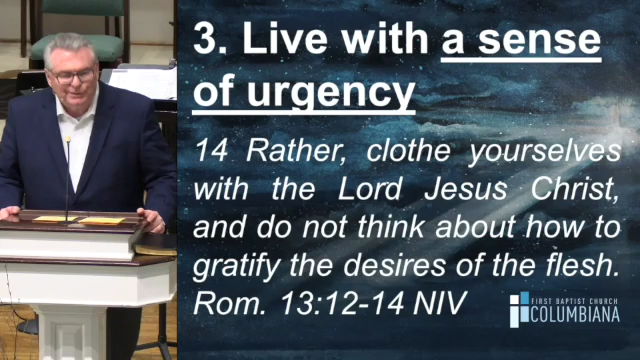 3. Live with a sense
of urgency
14 Rather, clothe yourselves
with the Lord Jesus Christ,
and do not think about how to
gratify the desires of the flesh.
Rom. 13:12-14 NIV
FIRST BAPTIST CHURCH
COLUMBIANA